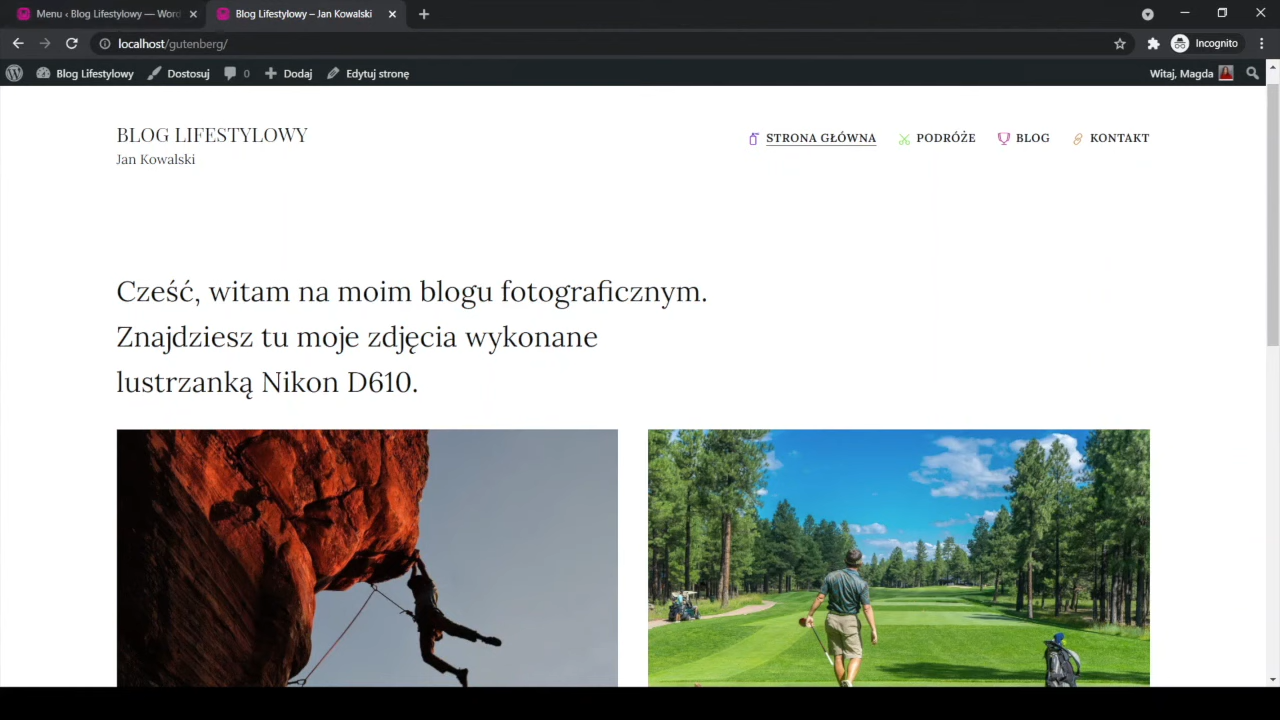 Menu ‹ Blog Lifestylowy — Word
Blog Lifestylowy – Jan Kowalski
localhost/gutenberg/
Incognito
Blog Lifestylowy
Dostosuj
0
Dodaj
Edytuj stronę
Witaj, Magda
BLOG LIFESTYLOWY
Jan Kowalski
STRONA GŁÓWNA
PODRÓŻE
BLOG
KONTAKT
Cześć, witam na moim blogu fotograficznym.
Znajdziesz tu moje zdjęcia wykonane
lustrzanką Nikon D610.